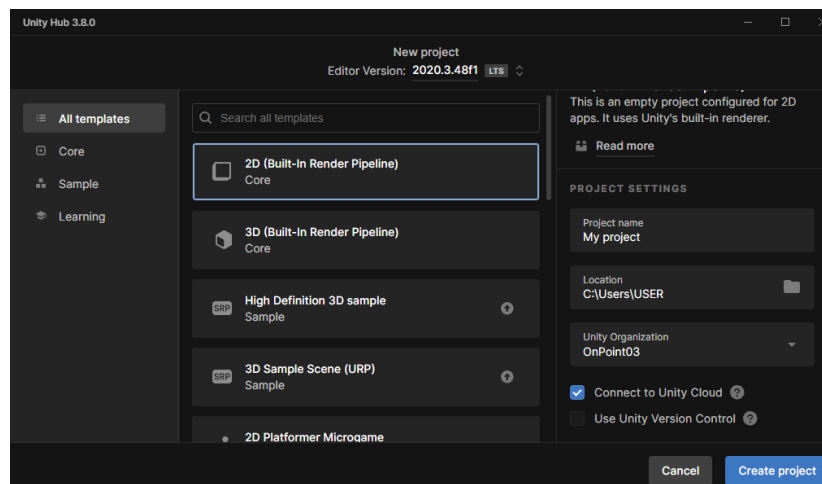 Unity Hub 3.8.0
New project
Editor Version: 2020.3.48f1 LTS
All templates
Core
Sample
Learning
Search all templates
2D (Built-In Render Pipeline)
Core
3D (Built-In Render Pipeline)
Core
SRP
High Definition 3D sample
Sample
SRP
3D Sample Scene (URP)
Sample
2D Platformer Microgame
This is an empty project configured for 2D
apps. It uses Unity's built-in renderer.
Read more
PROJECT SETTINGS
Project name
My project
Location
C:\Users\USER
Unity Organization
OnPoint03
Connect to Unity Cloud ?
Use Unity Version Control ?
Cancel
Create project